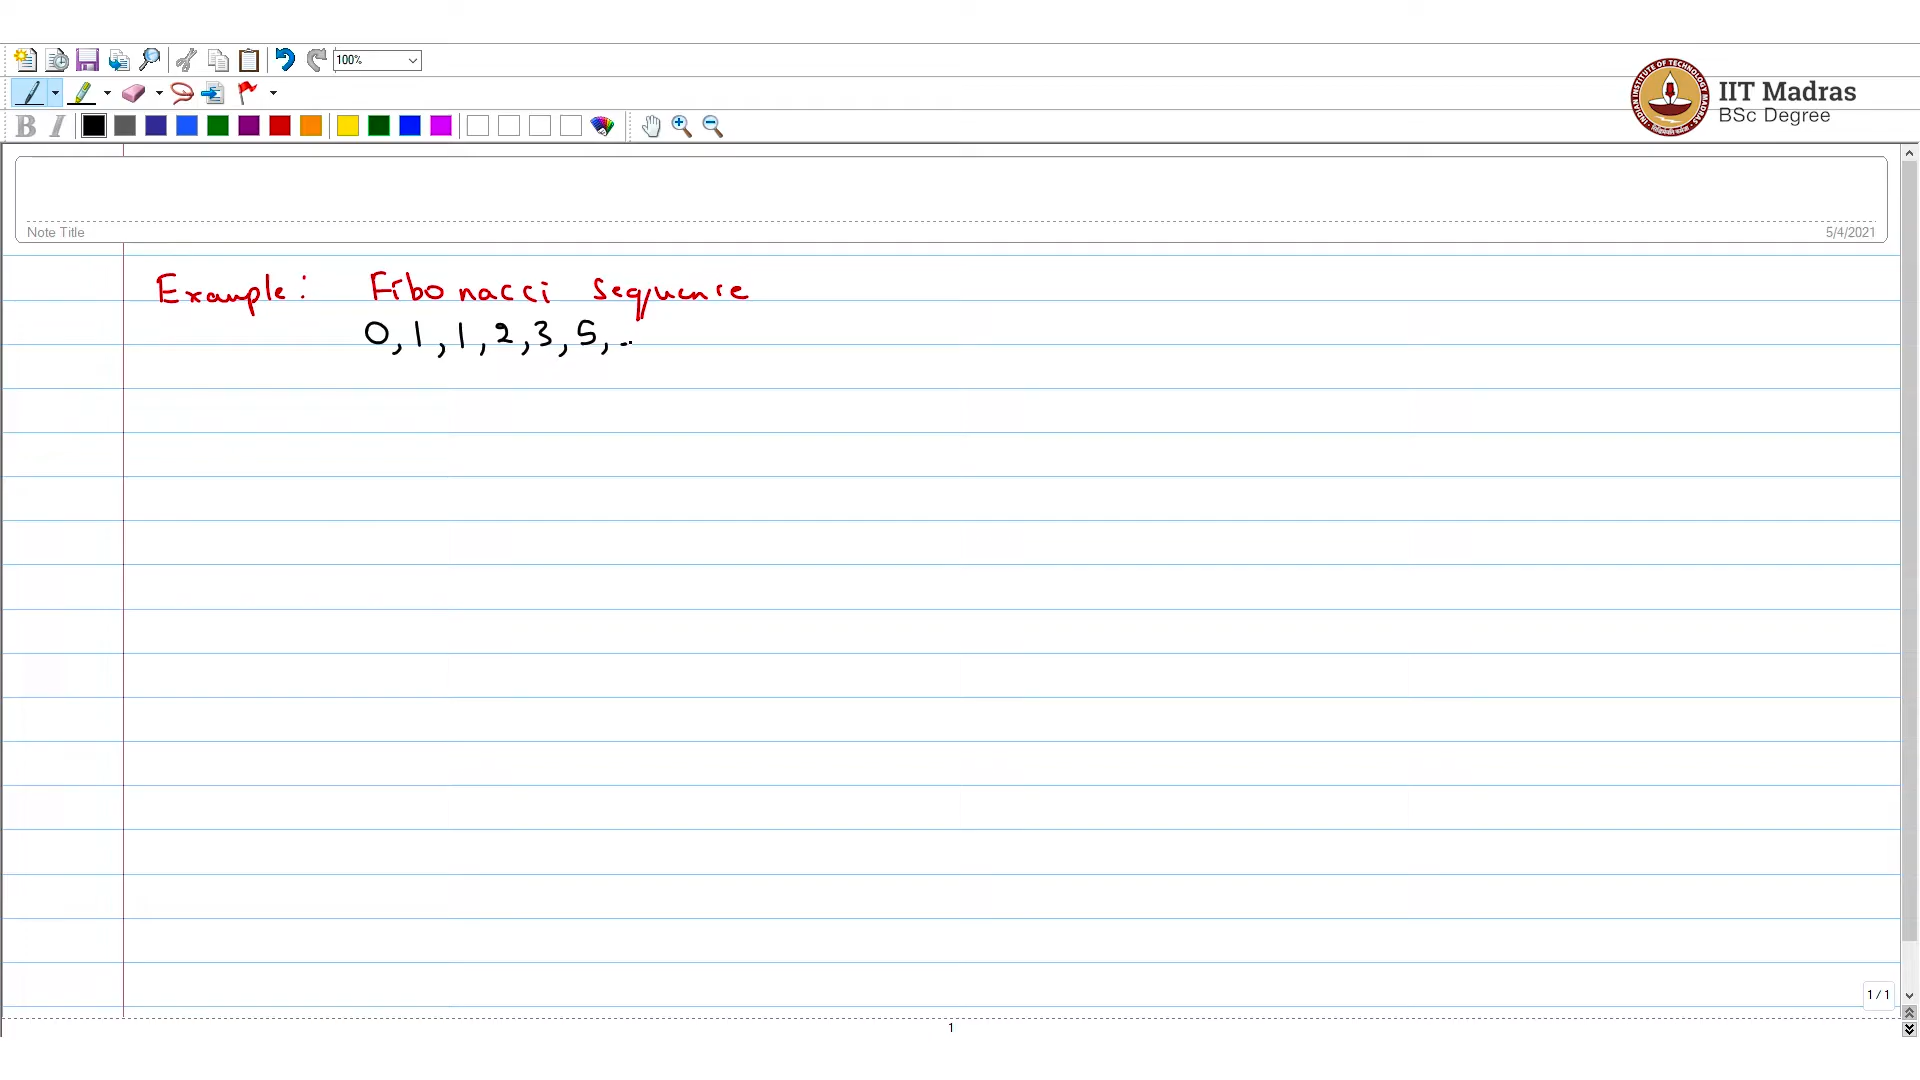 100%
B I
IIT Madras
BSc Degree
Note Title
5/4/2021
Example: Fibonacci sequence
0, 1, 1, 2, 3, 5, ..
1 / 1
1